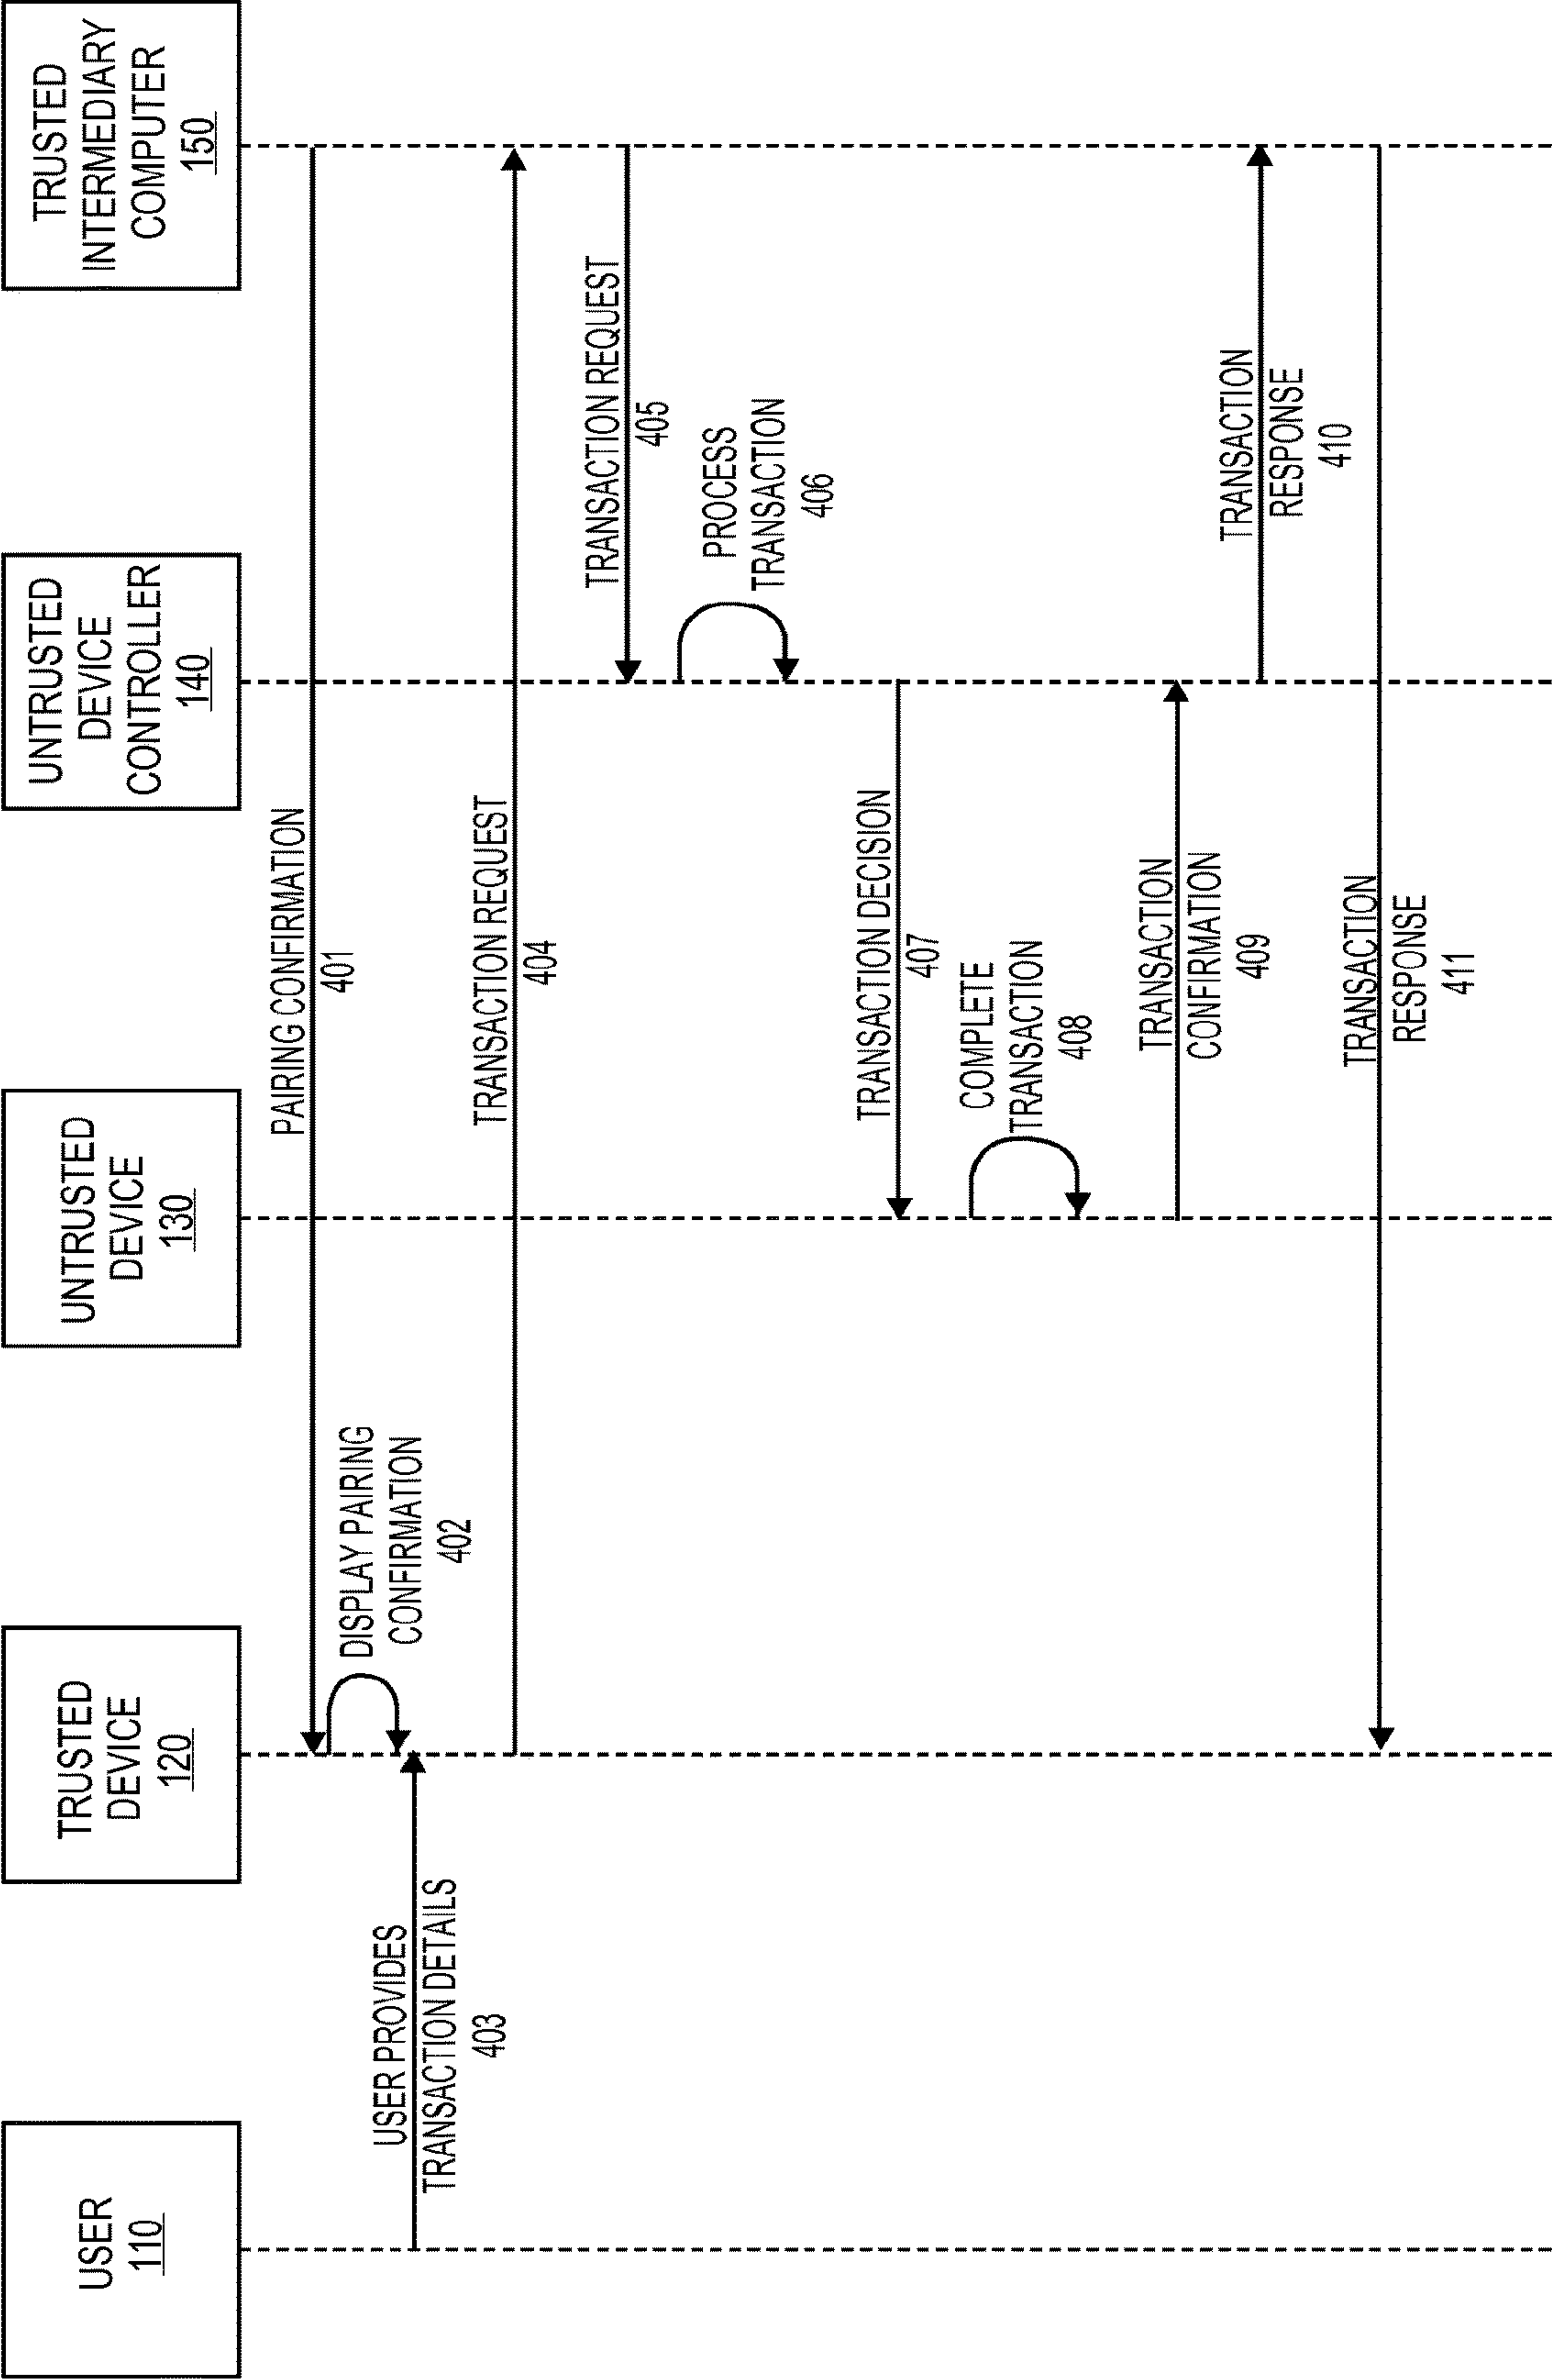 USER
110
TRUSTED
DEVICE
120
UNTRUSTED
DEVICE
130
UNTRUSTED
DEVICE
CONTROLLER
140
TRUSTED
INTERMEDIARY
COMPUTER
150
PAIRING CONFIRMATION
401
DISPLAY PAIRING
CONFIRMATION
402
USER PROVIDES
TRANSACTION DETAILS
403
TRANSACTION REQUEST
404
TRANSACTION REQUEST
405
PROCESS
TRANSACTION
406
TRANSACTION DECISION
407
COMPLETE
TRANSACTION
408
TRANSACTION
CONFIRMATION
409
TRANSACTION
RESPONSE
410
TRANSACTION
RESPONSE
411